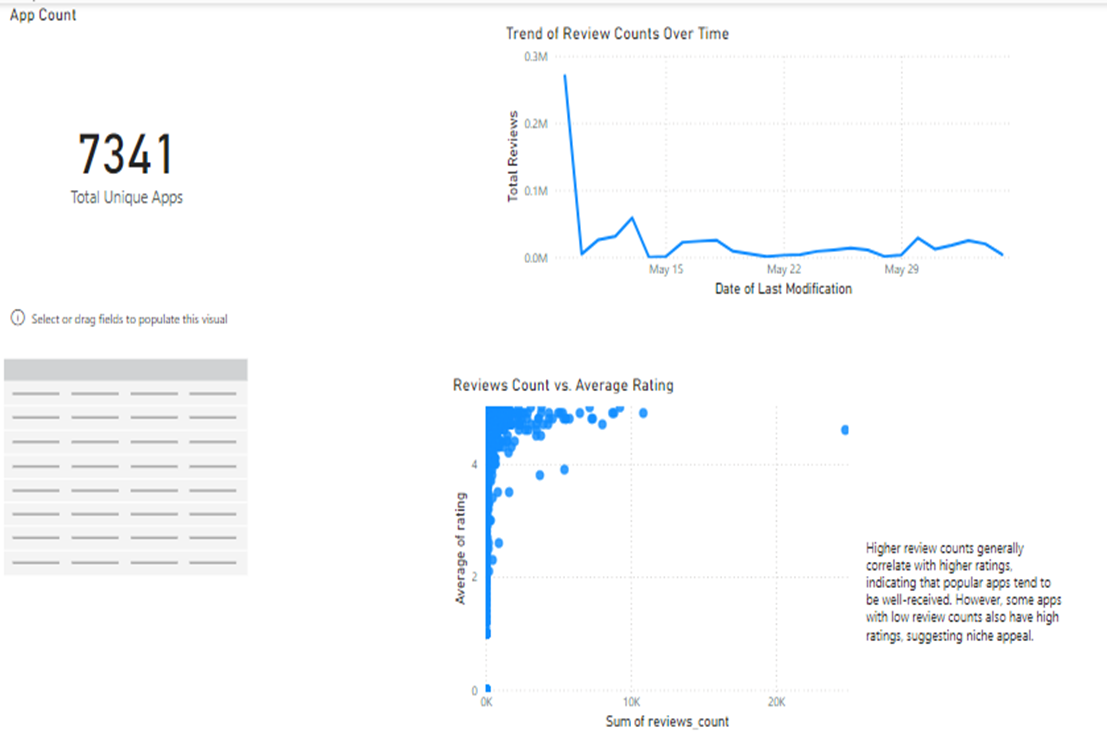 App Count
7341
Total Unique Apps
Select or drag fields to populate this visual
Trend of Review Counts Over Time
Total Reviews
0.3M
0.2M
0.1M
0.0M
May 15
May 22
May 29
Date of Last Modification
Reviews Count vs. Average Rating
Average of rating
4
2
0
0K
10K
20K
Sum of reviews_count
Higher review counts generally
correlate with higher ratings,
indicating that popular apps tend to
be well-received. However, some apps
with low review counts also have high
ratings, suggesting niche appeal.